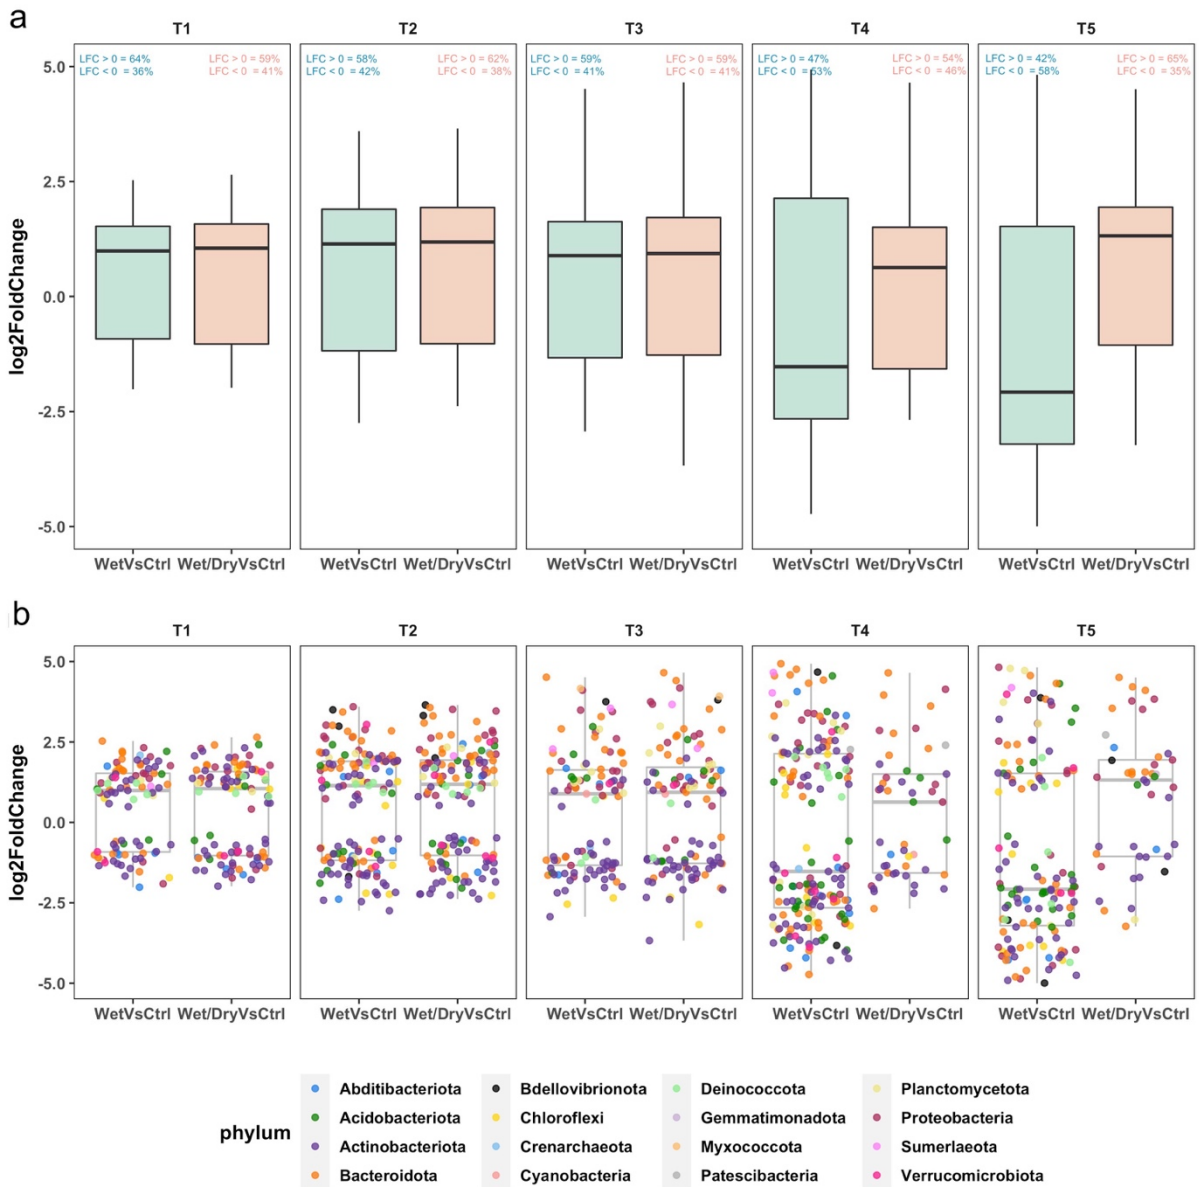 a
T1 T2 T3 T4 T5
LFC > 0 = 64% LFC > 0 = 59% LFC > 0 = 58% LFC > 0 = 62% LFC > 0 = 59% LFC > 0 = 59% LFC > 0 = 47% LFC > 0 = 54% LFC > 0 = 42% LFC > 0 = 65%
LFC < 0 = 36% LFC < 0 = 41% LFC < 0 = 42% LFC < 0 = 38% LFC < 0 = 41% LFC < 0 = 41% LFC < 0 = 53% LFC < 0 = 46% LFC < 0 = 58% LFC < 0 = 35%
log2FoldChange
5.0
2.5
0.0
-2.5
-5.0
WetVsCtrl Wet/DryVsCtrl WetVsCtrl Wet/DryVsCtrl WetVsCtrl Wet/DryVsCtrl WetVsCtrl Wet/DryVsCtrl WetVsCtrl Wet/DryVsCtrl
b
T1 T2 T3 T4 T5
log2FoldChange
5.0
2.5
0.0
-2.5
-5.0
WetVsCtrl Wet/DryVsCtrl WetVsCtrl Wet/DryVsCtrl WetVsCtrl Wet/DryVsCtrl WetVsCtrl Wet/DryVsCtrl WetVsCtrl Wet/DryVsCtrl
phylum
Abditibacteriota Bdellovibrionota Deinococcota Planctomycetota
Acidobacteriota Chloroflexi Gemmatimonadota Proteobacteria
Actinobacteriota Crenarchaeota Myxococcota Sumerlaeota
Bacteroidota Cyanobacteria Patescibacteria Verrucomicrobiota